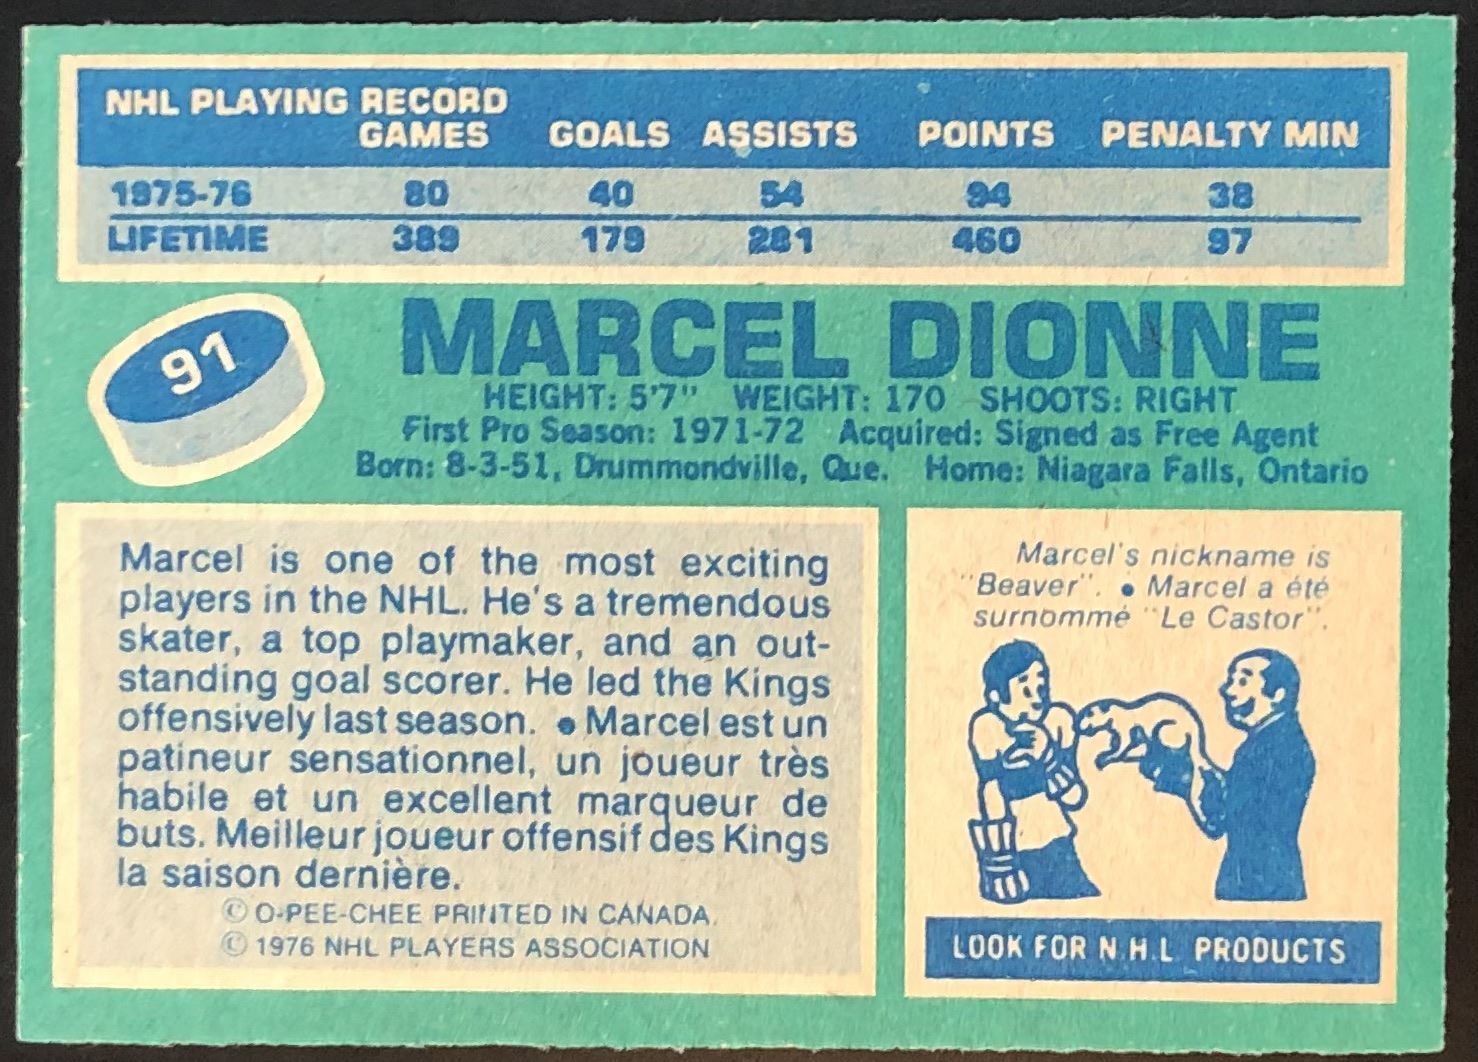 NHL PLAYING RECORD
GAMES GOALS ASSISTS POINTS PENALTY MIN
1975-76 80 40 54 94 38
LIFETIME 389 179 281 460 97
91
MARCEL DIONNE
HEIGHT: 5'7" WEIGHT: 170 SHOOTS: RIGHT
First Pro Season: 1971-72 Acquired: Signed as Free Agent
Born: 8-3-51, Drummondville, Que. Home: Niagara Falls, Ontario
Marcel is one of the most exciting
players in the NHL. He's a tremendous
skater, a top playmaker, and an out-
standing goal scorer. He led the Kings
offensively last season. • Marcel est un
patineur sensationnel, un joueur très
habile et un excellent marqueur de
buts. Meilleur joueur offensif des Kings
la saison dernière.
© O-PEE-CHEE PRINTED IN CANADA.
© 1976 NHL PLAYERS ASSOCIATION
Marcel's nickname is
"Beaver". • Marcel a été
surnommé "Le Castor".
LOOK FOR N.H.L PRODUCTS